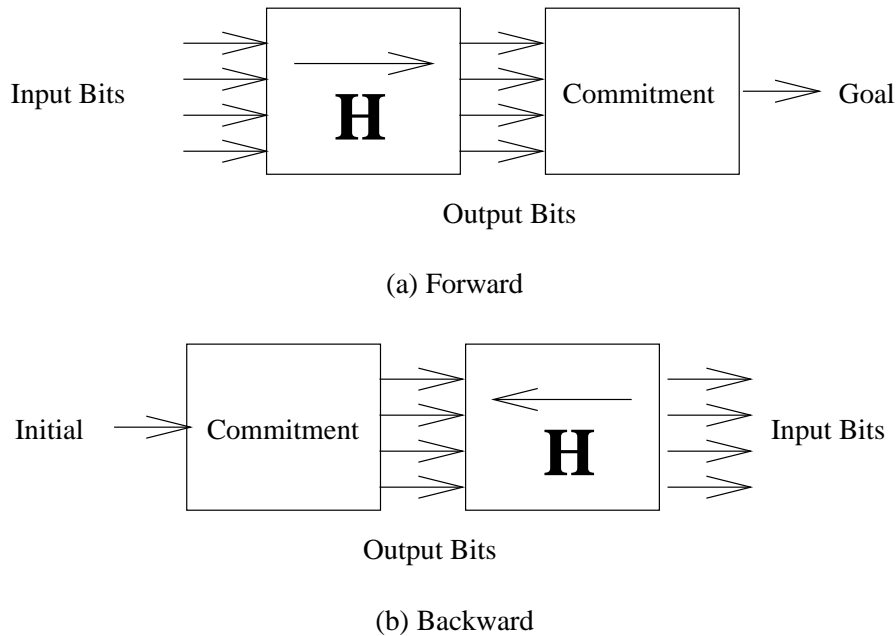 Input Bits
H
Commitment
Goal
Output Bits
(a) Forward
Initial
Commitment
H
Input Bits
Output Bits
(b) Backward